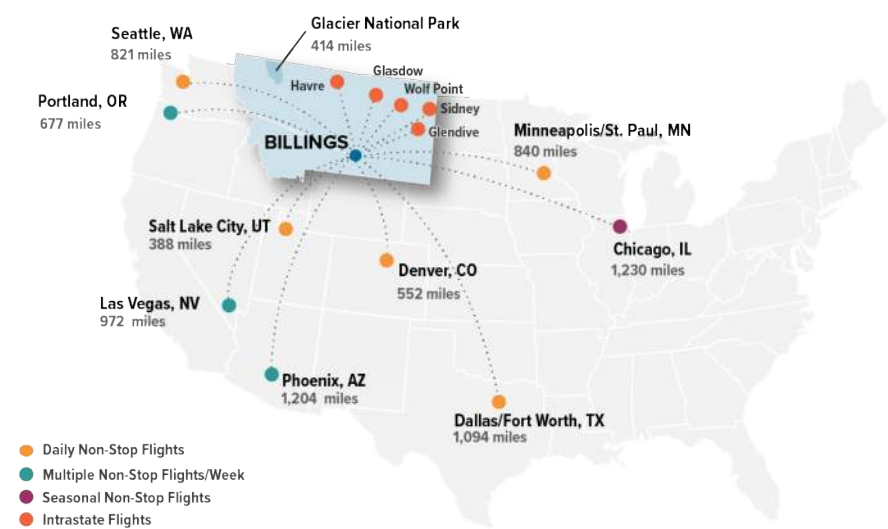 Glacier National Park
414 miles
Seattle, WA
821 miles
Portland, OR
677 miles
Havre
Glasdow
Wolf Point
Sidney
Glendive
BILLINGS
Minneapolis/St. Paul, MN
840 miles
Salt Lake City, UT
388 miles
Chicago, IL
1,230 miles
Denver, CO
552 miles
Las Vegas, NV
972 miles
Phoenix, AZ
1,204 miles
Dallas/Fort Worth, TX
1,094 miles
Daily Non-Stop Flights
Multiple Non-Stop Flights/Week
Seasonal Non-Stop Flights
Intrastate Flights